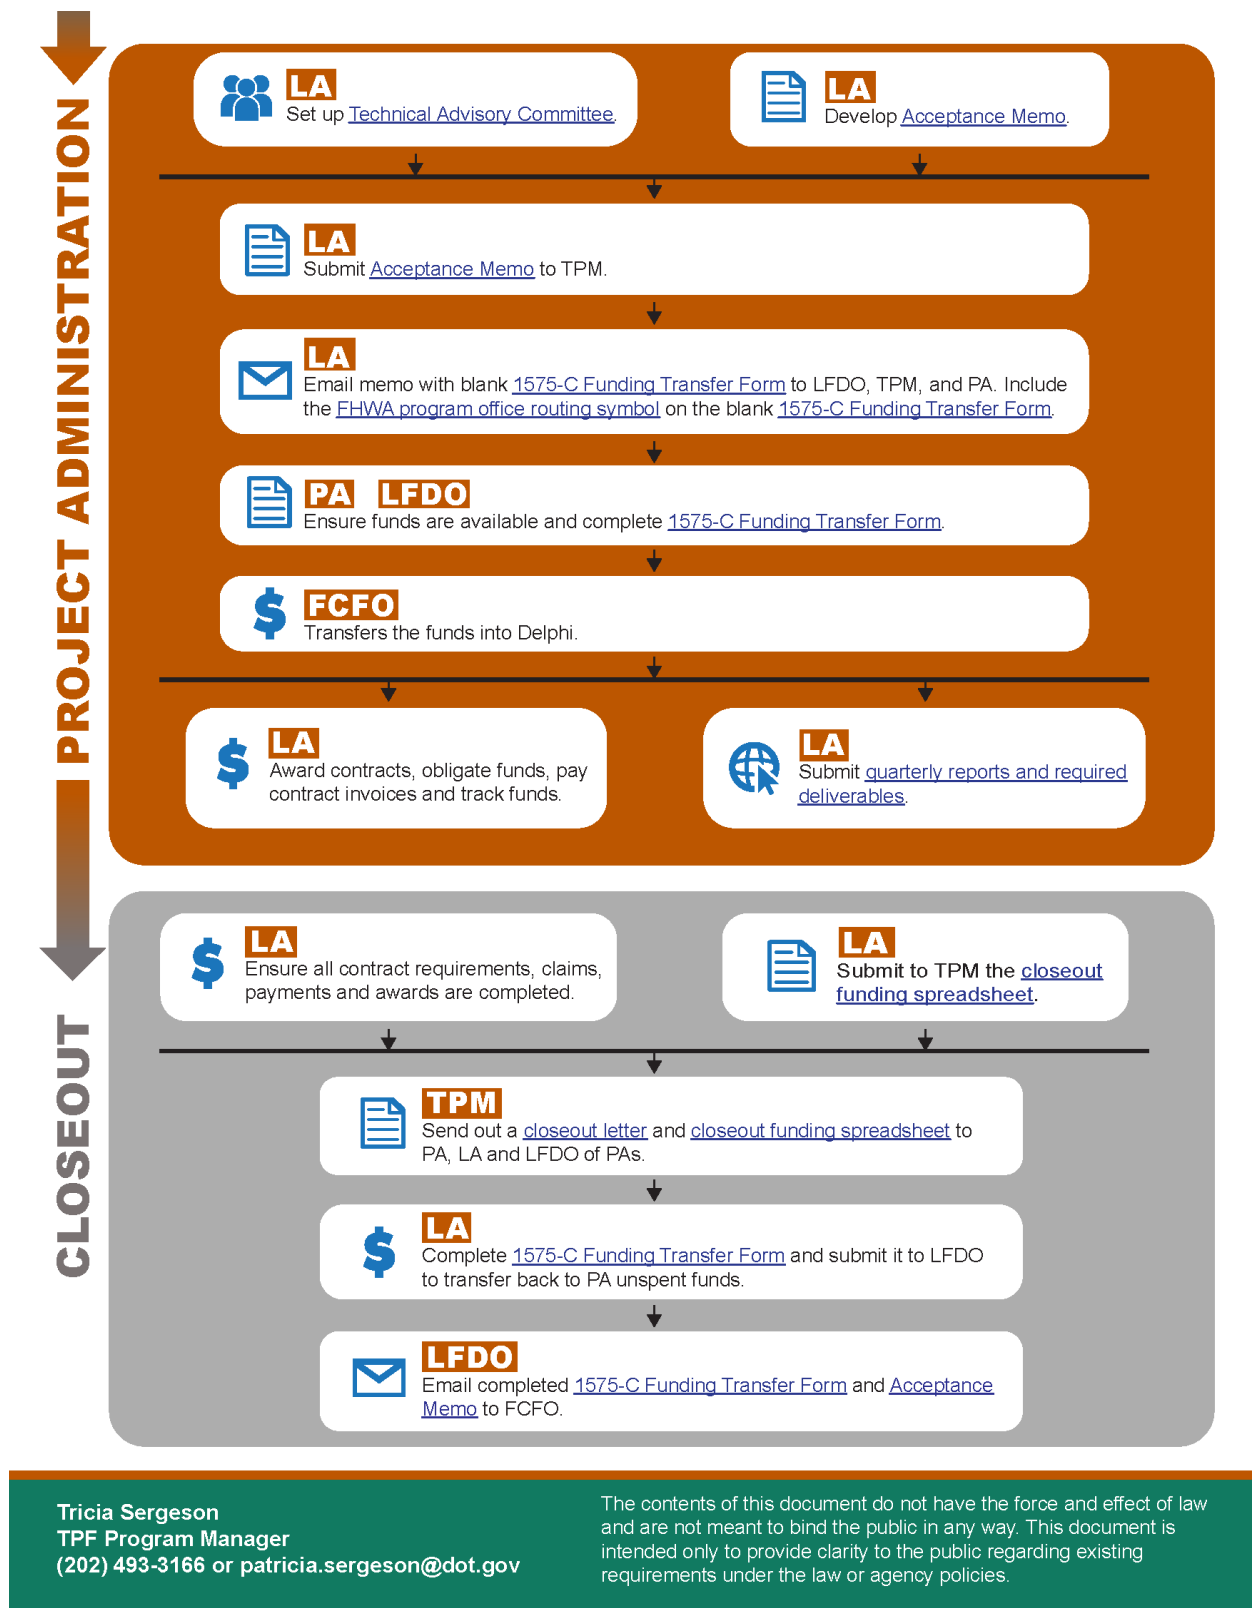 PROJECT ADMINISTRATION
LA
Set up Technical Advisory Committee.
LA
Develop Acceptance Memo.
LA
Submit Acceptance Memo to TPM.
LA
Email memo with blank 1575-C Funding Transfer Form to LFDO, TPM, and PA. Include
the FHWA program office routing symbol on the blank 1575-C Funding Transfer Form.
PA LFDO
Ensure funds are available and complete 1575-C Funding Transfer Form.
FCFO
Transfers the funds into Delphi.
LA
Award contracts, obligate funds, pay
contract invoices and track funds.
LA
Submit quarterly reports and required
deliverables.
CLOSEOUT
LA
Ensure all contract requirements, claims,
payments and awards are completed.
LA
Submit to TPM the closeout
funding spreadsheet.
TPM
Send out a closeout letter and closeout funding spreadsheet to
PA, LA and LFDO of PAs.
LA
Complete 1575-C Funding Transfer Form and submit it to LFDO
to transfer back to PA unspent funds.
LFDO
Email completed 1575-C Funding Transfer Form and Acceptance
Memo to FCFO.
Tricia Sergeson
TPF Program Manager
(202) 493-3166 or patricia.sergeson@dot.gov
The contents of this document do not have the force and effect of law
and are not meant to bind the public in any way. This document is
intended only to provide clarity to the public regarding existing
requirements under the law or agency policies.